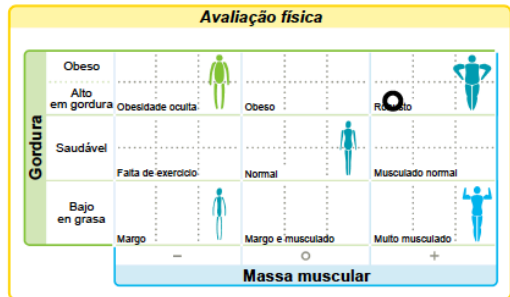 Avaliação física
Gordura
Obeso
Alto
em gordura
Obesidade oculta
Obeso
Robusto
Saudável
Falta de exercício
Normal
Musculado normal
Bajo
en grasa
Margo
Margo e musculado
Muito musculado
− o +
Massa muscular